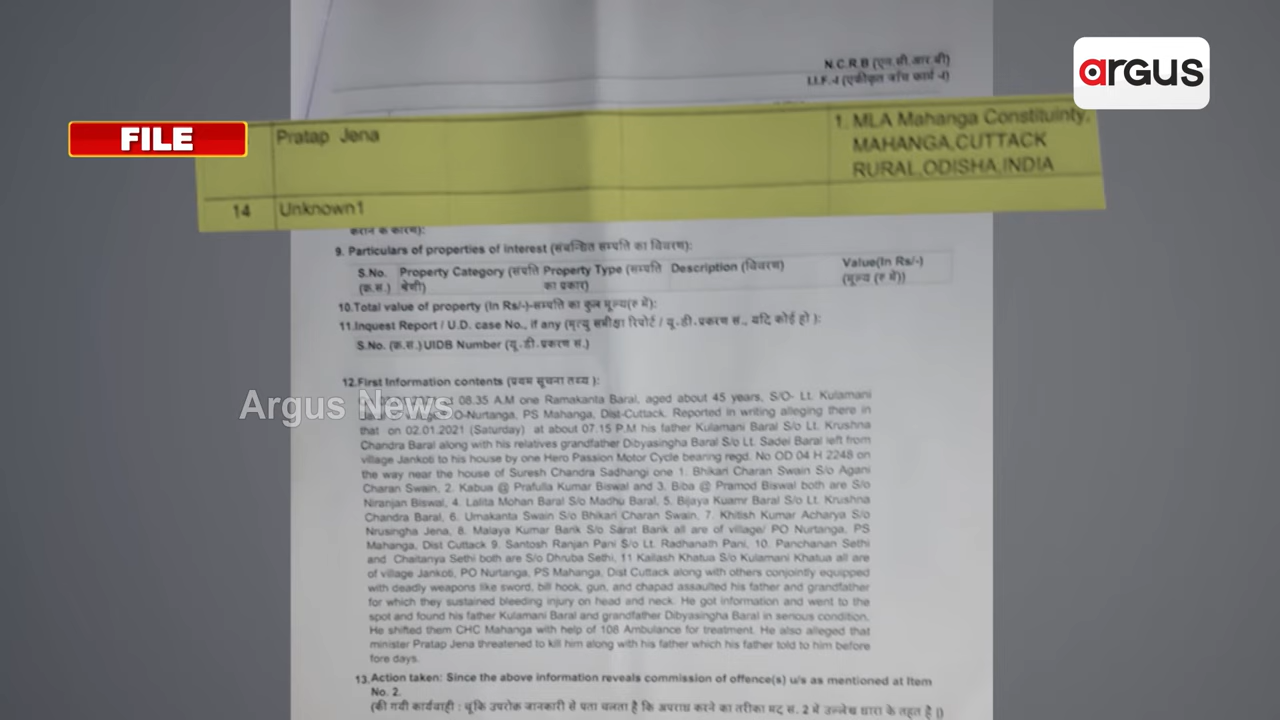 argus
FILE
N.C.R.B (एन.सी.आर.बी)
I.I.F.-I (एकीकृत जाँच फार्म -I)
Pratap Jena
1. MLA Mahanga Constituinty,
MAHANGA,CUTTACK
RURAL,ODISHA,INDIA
14 Unknown1
9. Particulars of properties of interest (संबन्धित सम्पति का विवरण):
S.No. Property Category (संपति Property Type (सम्पति Description (विवरण) Value(In Rs/-)
(क्र.सं.) श्रेणी) का प्रकार) (मूल्य (रु में))
10.Total value of property (In Rs/-)-सम्पति का कुल मूल्य(रु में):
11.Inquest Report / U.D. case No., if any (मृत्यु समीक्षा रिपोर्ट / यू.डी.प्रकरण सं., यदि कोई हो ):
S.No. (क्र.सं.) UIDB Number (यू.डी.प्रकरण सं.)
12.First Information contents (प्रथम सूचना तथ्य ):
08.35 A.M one Ramakanta Baral, aged about 45 years, S/O- Lt. Kulamani
Argus News
O-Nurtanga, PS Mahanga, Dist-Cuttack. Reported in writing alleging there in
that on 02.01.2021 (Saturday) at about 07.15 P.M his father Kulamani Baral S/o Lt. Krushna
Chandra Baral along with his relatives grandfather Dibyasingha Baral S/o Lt. Sadei Baral left from
village Jankoti to his house by one Hero Passion Motor Cycle bearing regd. No OD 04 H 2248 on
the way near the house of Suresh Chandra Sadhangi one 1. Bhikari Charan Swain S/o Agani
Charan Swain, 2. Kabua @ Prafulla Kumar Biswal and 3. Biba @ Pramod Biswal both are S/o
Niranjan Biswal, 4. Lalita Mohan Baral S/o Madhu Baral, 5. Bijaya Kuamr Baral S/o Lt. Krushna
Chandra Baral, 6. Umakanta Swain S/o Bhikari Charan Swain, 7. Khitish Kumar Acharya S/o
Nrusingha Jena, 8. Malaya Kumar Barik S/o Sarat Barik all are of village/ PO Nurtanga, PS
Mahanga, Dist Cuttack 9. Santosh Ranjan Pani S/o Lt. Radhanath Pani, 10. Panchanan Sethi
and Chaitanya Sethi both are S/o Dhruba Sethi, 11 Kailash Khatua S/o Kulamani Khatua all are
of village Jankoti, PO Nurtanga, PS Mahanga, Dist Cuttack along with others conjointly equipped
with deadly weapons like sword, bill hook, gun, and chapad assaulted his father and grandfather
for which they sustained bleeding injury on head and neck. He got information and went to the
spot and found his father Kulamani Baral and grandfather Dibyasingha Baral in serious condition.
He shifted them CHC Mahanga with help of 108 Ambulance for treatment. He also alleged that
minister Pratap Jena threatened to kill him along with his father which his father told to him before
fore days.
13. Action taken: Since the above information reveals commission of offence(s) u/s as mentioned at Item
No. 2.
(की गयी कार्यवाही : चूंकि उपरोक्त जानकारी से पता चलता है कि अपराध करने का तरीका मद सं. 2 में उल्लेख धारा के तहत है ।)